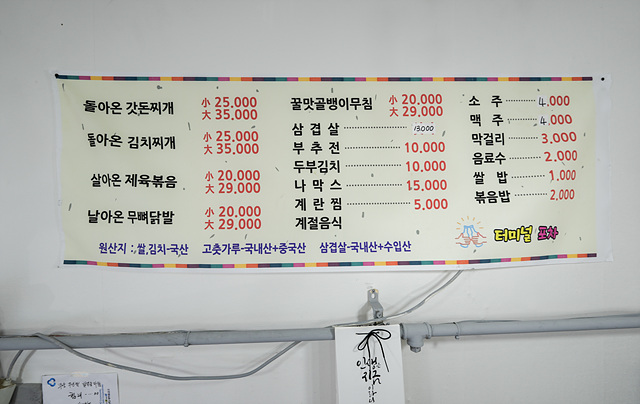 돌아온 갓돈찌개 小 25.000
大 35.000
돌아온 김치찌개 小 25.000
大 35.000
살아온 제육볶음 小 20.000
大 29.000
날아온 무뼈닭발 小 20.000
大 29.000
꿀맛골뱅이무침 小 20.000
大 29.000
삼겹살 13000
부추전 10,000
두부김치 10,000
나막스 15,000
계란찜 5,000
계절음식
소주 4,000
맥주 4,000
막걸리 3,000
음료수 2,000
쌀밥 1,000
볶음밥 2,000
터미널 포차
원산지 : 쌀,김치-국산 고춧가루-국내산+중국산 삼겹살-국내산+수입산